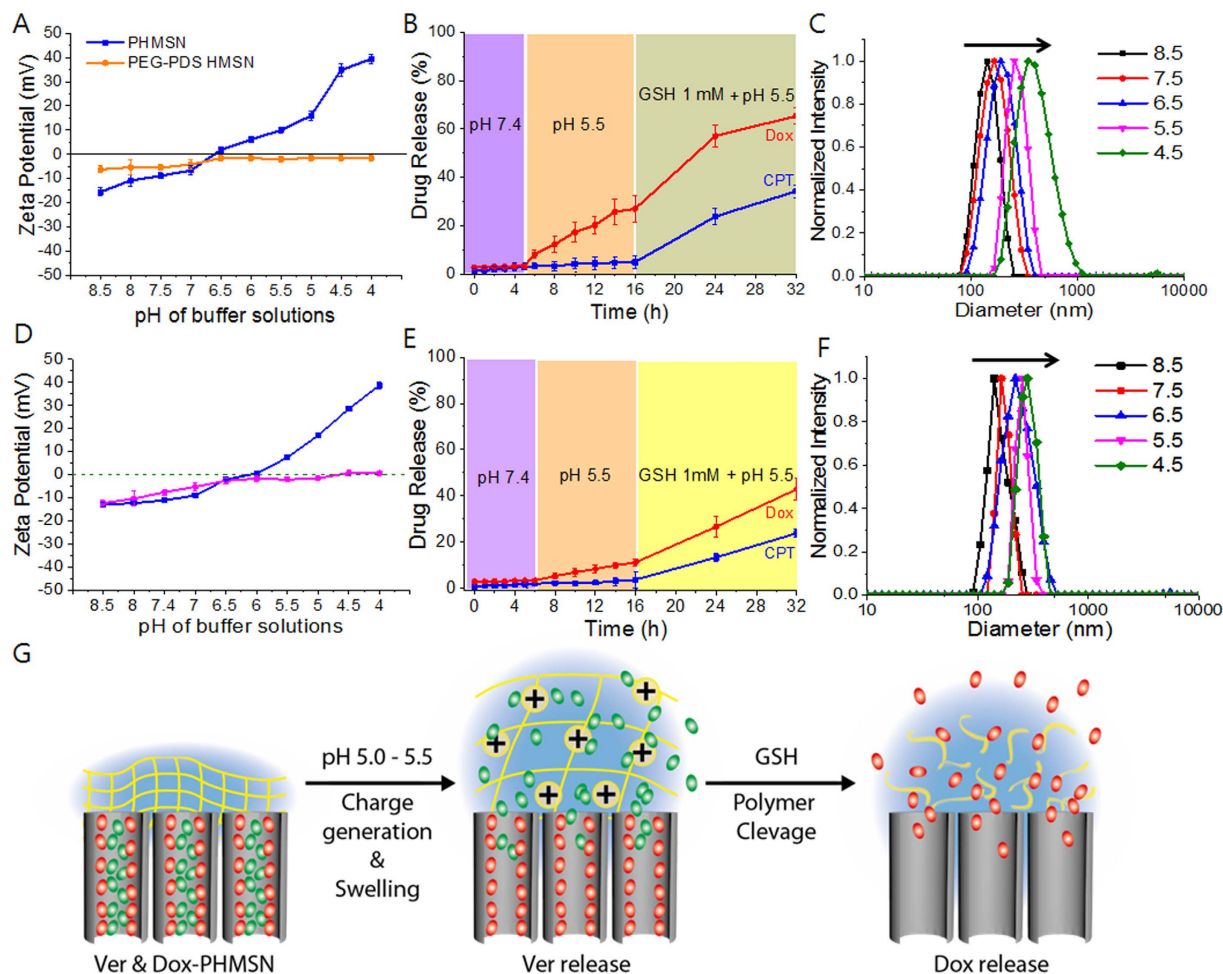 A
PHMSN
PEG-PDS HMSN
Zeta Potential (mV)
50
40
30
20
10
0
-10
-20
-30
-40
-50
8.5 8 7.5 7 6.5 6 5.5 5 4.5 4
pH of buffer solutions
B
Drug Release (%)
100
80
60
40
20
0
pH 7.4
pH 5.5
GSH 1 mM + pH 5.5
Dox
CPT
0 4 8 12 16 20 24 28 32
Time (h)
C
Normalized Intensity
1.0
0.8
0.6
0.4
0.2
0.0
8.5
7.5
6.5
5.5
4.5
10 100 1000 10000
Diameter (nm)
D
Zeta Potential (mV)
50
40
30
20
10
0
-10
-20
-30
-40
-50
8.5 8 7.4 7 6.5 6 5.5 5 4.5 4
pH of buffer solutions
E
Drug Release (%)
100
80
60
40
20
0
pH 7.4
pH 5.5
GSH 1mM + pH 5.5
Dox
CPT
0 4 8 12 16 20 24 28 32
Time (h)
F
Normalized Intensity
1.0
0.8
0.6
0.4
0.2
0.0
8.5
7.5
6.5
5.5
4.5
10 100 1000 10000
Diameter (nm)
G
pH 5.0 - 5.5
Charge
generation
&
Swelling
GSH
Polymer
Clevage
+ + + + + + +
Ver & Dox-PHMSN
Ver release
Dox release